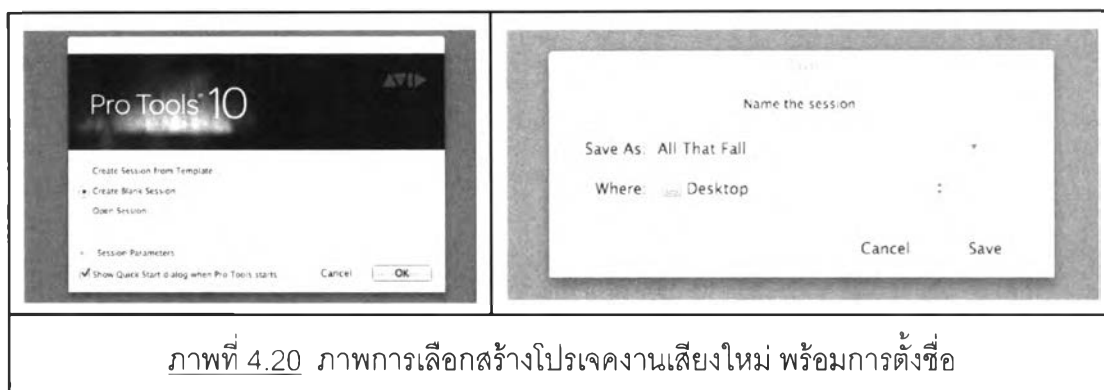 AVID
Pro Tools® 10
Create Session from Template
Create Blank Session
Open Session
Session Parameters
Show Quick Start dialog when Pro Tools starts
Cancel OK
Name the session
Save As: All That Fall
Where: Desktop
Cancel Save
ภาพที่ 4.20 ภาพการเลือกสร้างโปรเจคงานเสียงใหม่ พร้อมการตั้งชื่อ